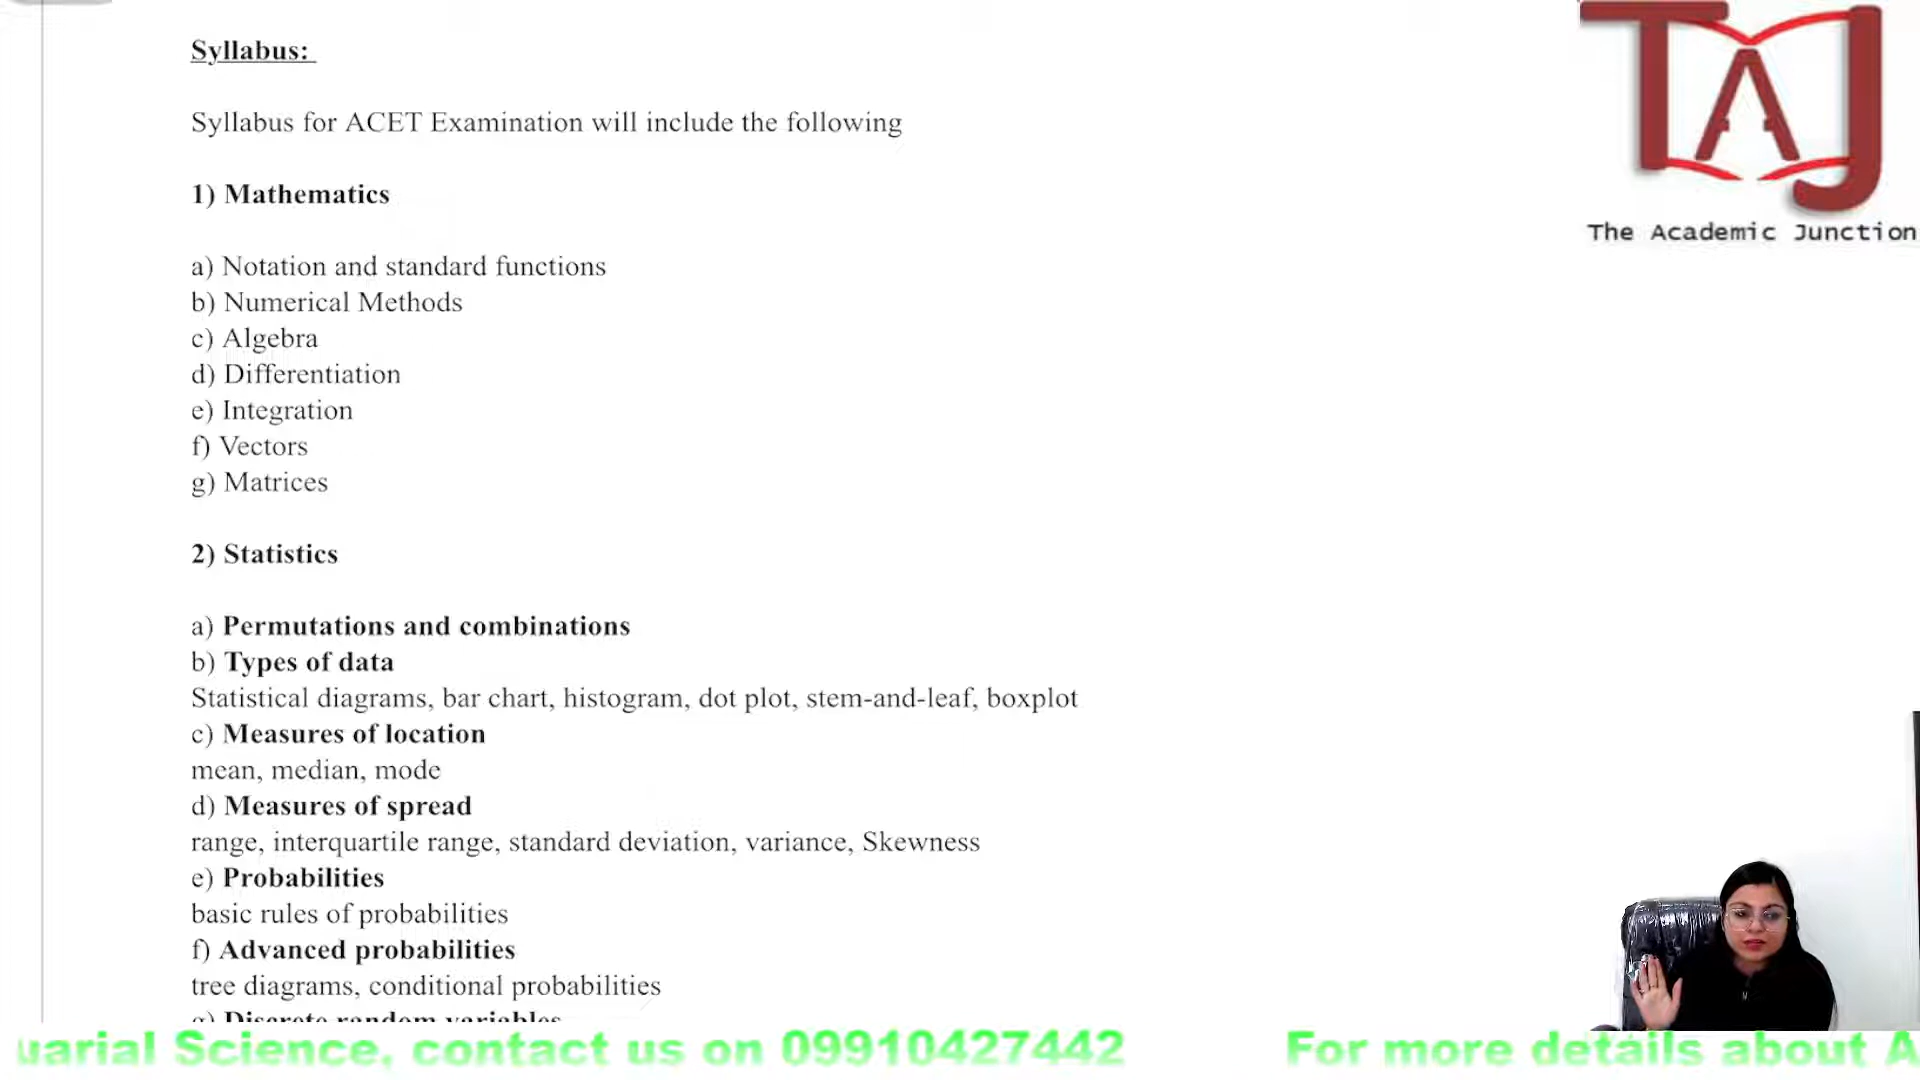 Syllabus:
Syllabus for ACET Examination will include the following
1) Mathematics
a) Notation and standard functions
b) Numerical Methods
c) Algebra
d) Differentiation
e) Integration
f) Vectors
g) Matrices
2) Statistics
a) Permutations and combinations
b) Types of data
Statistical diagrams, bar chart, histogram, dot plot, stem-and-leaf, boxplot
c) Measures of location
mean, median, mode
d) Measures of spread
range, interquartile range, standard deviation, variance, Skewness
e) Probabilities
basic rules of probabilities
f) Advanced probabilities
tree diagrams, conditional probabilities
g) Discrete random variables
TAJ
The Academic Junction
uarial Science, contact us on 09910427442 For more details about A